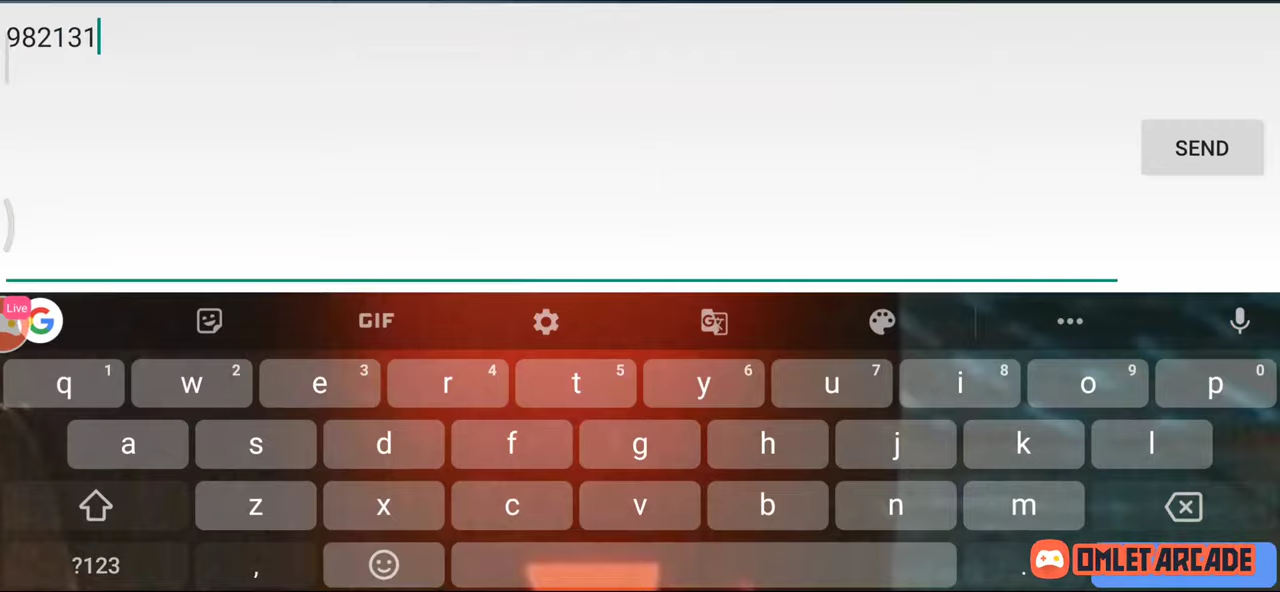 982131
SEND
Live
G
GIF
G
q 1 w 2 e 3 r 4 t 5 y 6 u 7 i 8 o 9 p 0
a s d f g h j k l
z x c v b n m
?123 , .
OMLET ARCADE